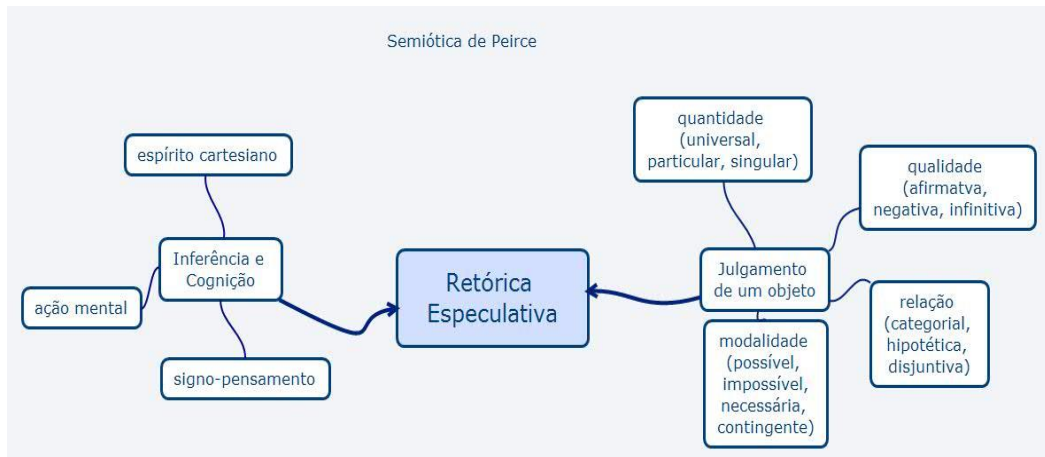 Semiótica de Peirce
espírito cartesiano
Inferência e
Cognição
ação mental
signo-pensamento
Retórica
Especulativa
quantidade
(universal,
particular, singular)
qualidade
(afirmatva,
negativa, infinitiva)
Julgamento
de um objeto
relação
(categorial,
hipotética,
disjuntiva)
modalidade
(possível,
impossível,
necessária,
contingente)